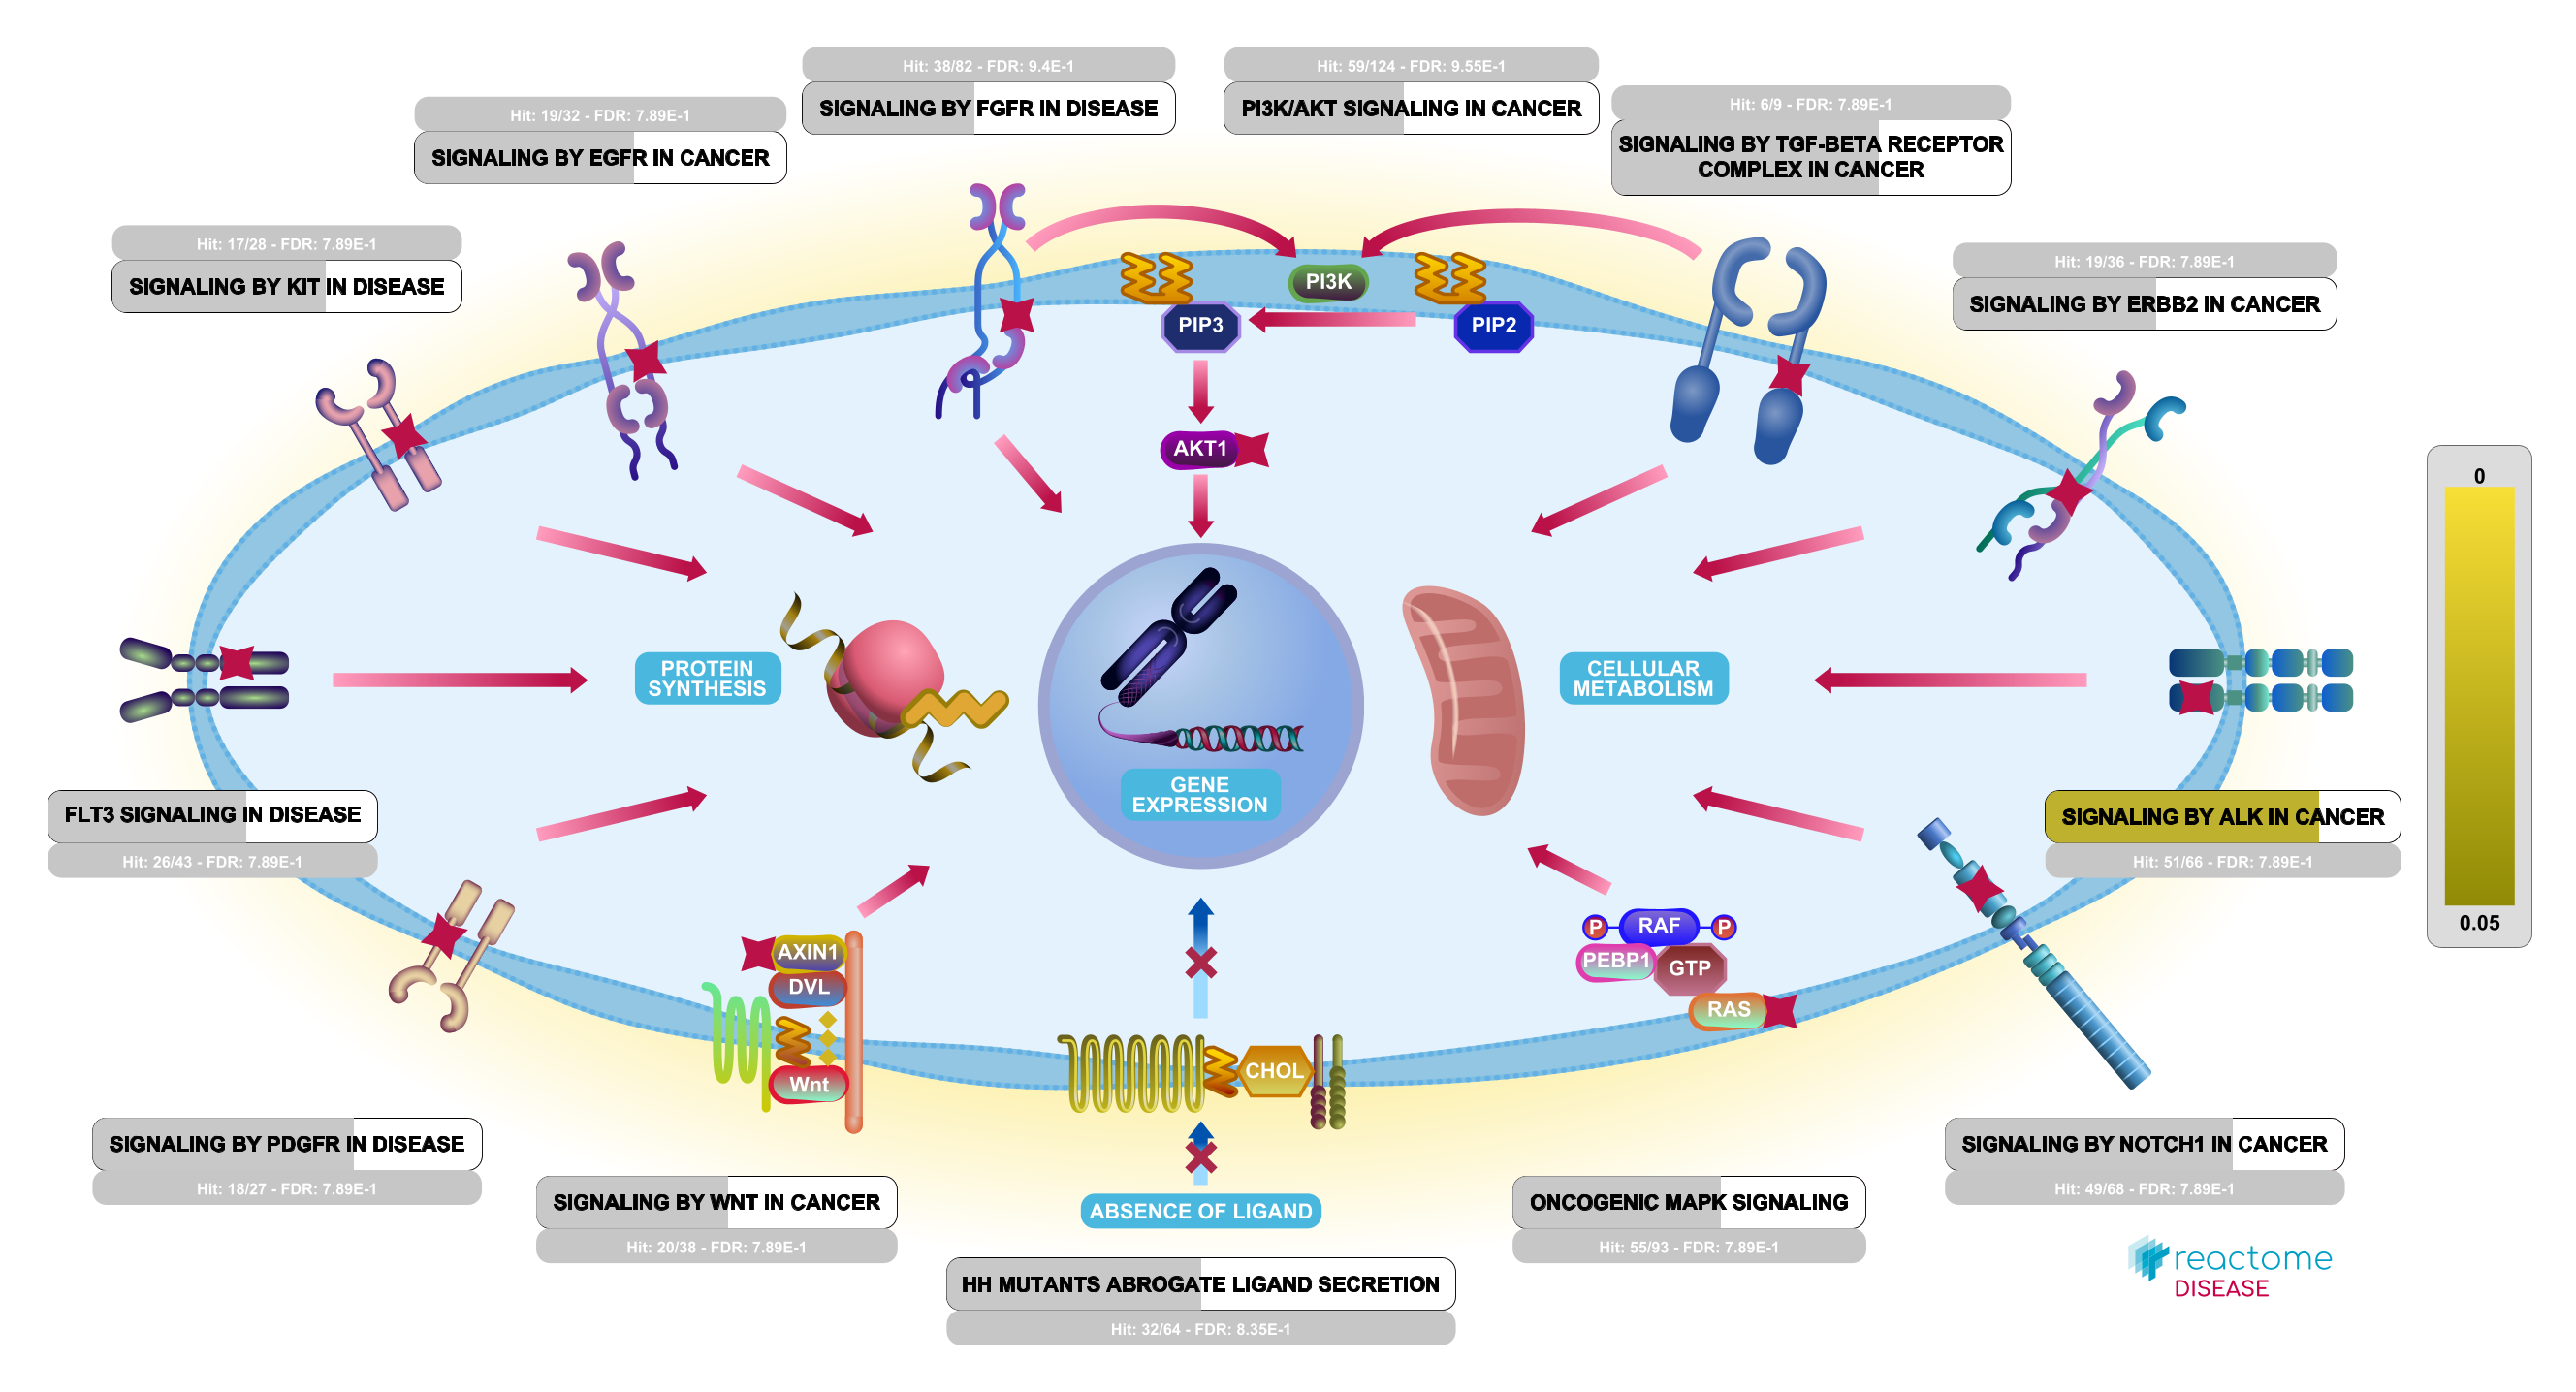 Hit: 38/82 - FDR: 9.4E-1
SIGNALING BY FGFR IN DISEASE
Hit: 59/124 - FDR: 9.55E-1
PI3K/AKT SIGNALING IN CANCER
Hit: 6/9 - FDR: 7.89E-1
SIGNALING BY TGF-BETA RECEPTOR
COMPLEX IN CANCER
Hit: 19/32 - FDR: 7.89E-1
SIGNALING BY EGFR IN CANCER
Hit: 17/28 - FDR: 7.89E-1
SIGNALING BY KIT IN DISEASE
Hit: 19/36 - FDR: 7.89E-1
SIGNALING BY ERBB2 IN CANCER
PI3K
PIP3
PIP2
AKT1
0
0.05
PROTEIN
SYNTHESIS
CELLULAR
METABOLISM
GENE
EXPRESSION
FLT3 SIGNALING IN DISEASE
Hit: 26/43 - FDR: 7.89E-1
SIGNALING BY ALK IN CANCER
Hit: 51/66 - FDR: 7.89E-1
AXIN1
DVL
Wnt
P
RAF
P
PEBP1
GTP
RAS
CHOL
SIGNALING BY PDGFR IN DISEASE
Hit: 18/27 - FDR: 7.89E-1
SIGNALING BY WNT IN CANCER
Hit: 20/38 - FDR: 7.89E-1
ABSENCE OF LIGAND
HH MUTANTS ABROGATE LIGAND SECRETION
Hit: 32/64 - FDR: 8.35E-1
ONCOGENIC MAPK SIGNALING
Hit: 55/93 - FDR: 7.89E-1
SIGNALING BY NOTCH1 IN CANCER
Hit: 49/68 - FDR: 7.89E-1
reactome
DISEASE